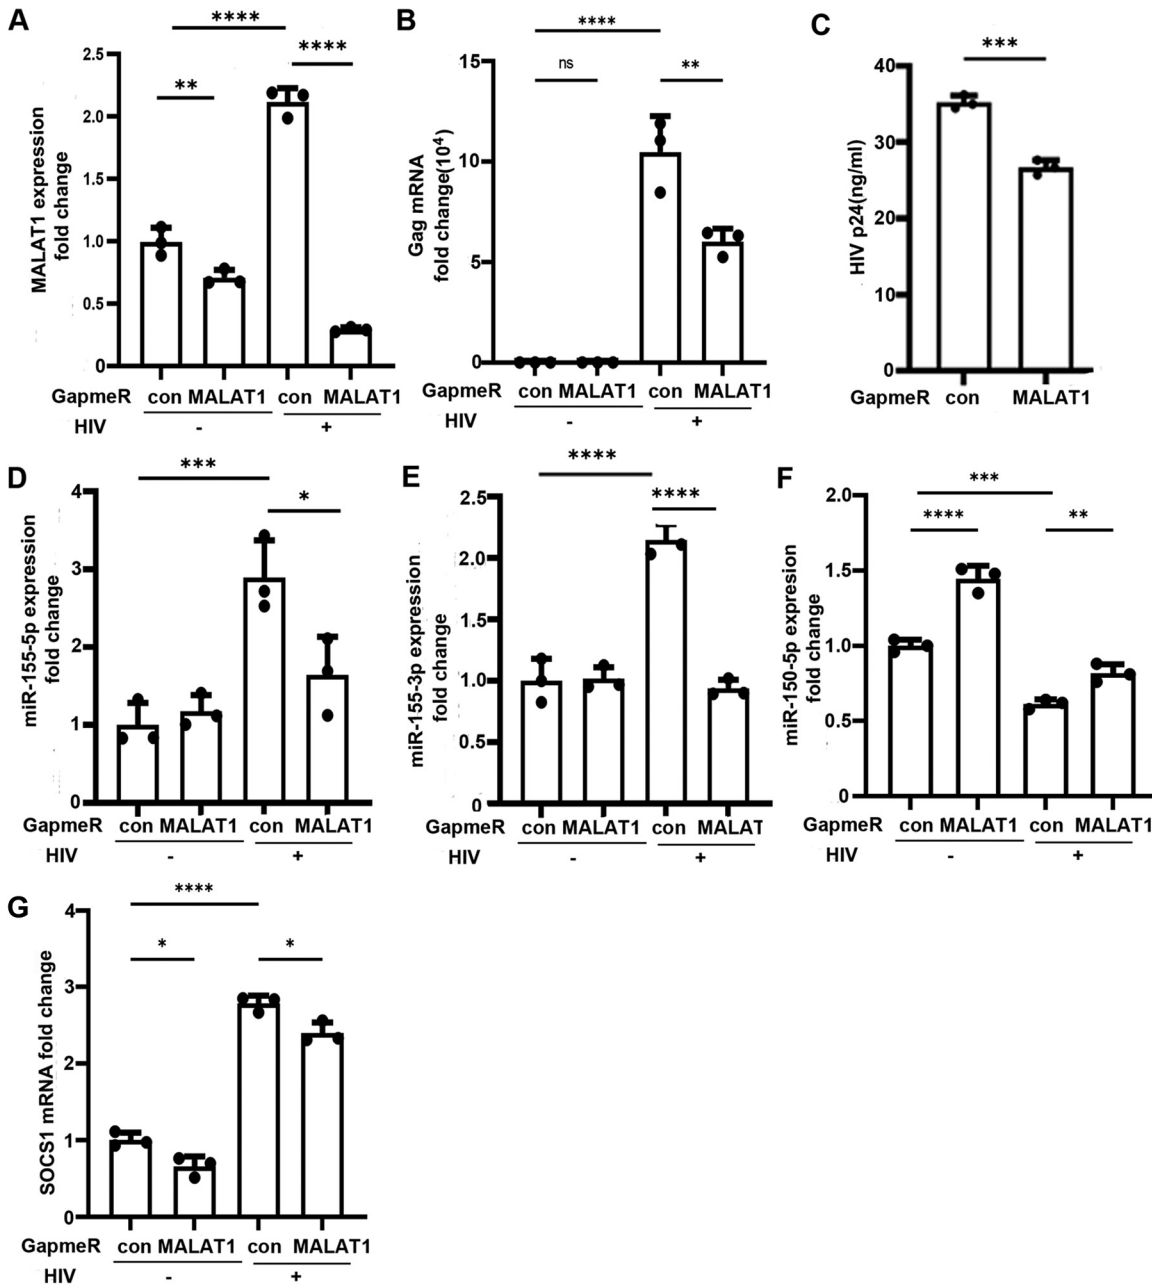 A
****
****
**
MALAT1 expression
fold change
2.5
2.0
1.5
1.0
0.5
0
GapmeR con MALAT1 con MALAT1
HIV - +
B
****
ns
**
Gag mRNA
fold change(10⁴)
15
10
5
0
GapmeR con MALAT1 con MALAT1
HIV - +
C
***
HIV p24(ng/ml)
40
30
20
10
0
GapmeR con MALAT1
D
***
*
miR-155-5p expression
fold change
4
3
2
1
0
GapmeR con MALAT1 con MALAT1
HIV - +
E
****
****
miR-155-3p expression
fold change
2.5
2.0
1.5
1.0
0.5
0
GapmeR con MALAT1 con MALAT
HIV - +
F
***
****
**
miR-150-5p expression
fold change
2.0
1.5
1.0
0.5
0
GapmeR con MALAT1 con MALAT1
HIV - +
G
****
*
*
SOCS1 mRNA fold change
4
3
2
1
0
GapmeR con MALAT1 con MALAT1
HIV - +